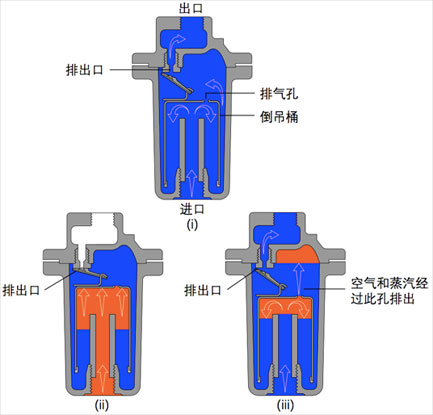 出口
排出口
排气孔
倒吊桶
进口
(i)
排出口
(ii)
排出口
空气和蒸汽经
过此孔排出
(iii)